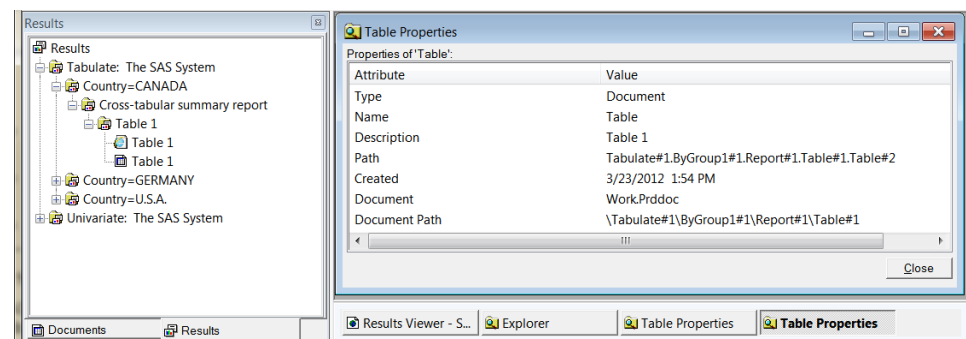 Results
Results
Tabulate: The SAS System
Country=CANADA
Cross-tabular summary report
Table 1
Table 1
Table 1
Country=GERMANY
Country=U.S.A.
Univariate: The SAS System
Documents Results
Table Properties
Properties of 'Table':
Attribute Value
Type Document
Name Table
Description Table 1
Path Tabulate#1.ByGroup1#1.Report#1.Table#1.Table#2
Created 3/23/2012 1:54 PM
Document Work.Prddoc
Document Path \Tabulate#1\ByGroup1#1\Report#1\Table#1
Close
Results Viewer - S... Explorer Table Properties Table Properties